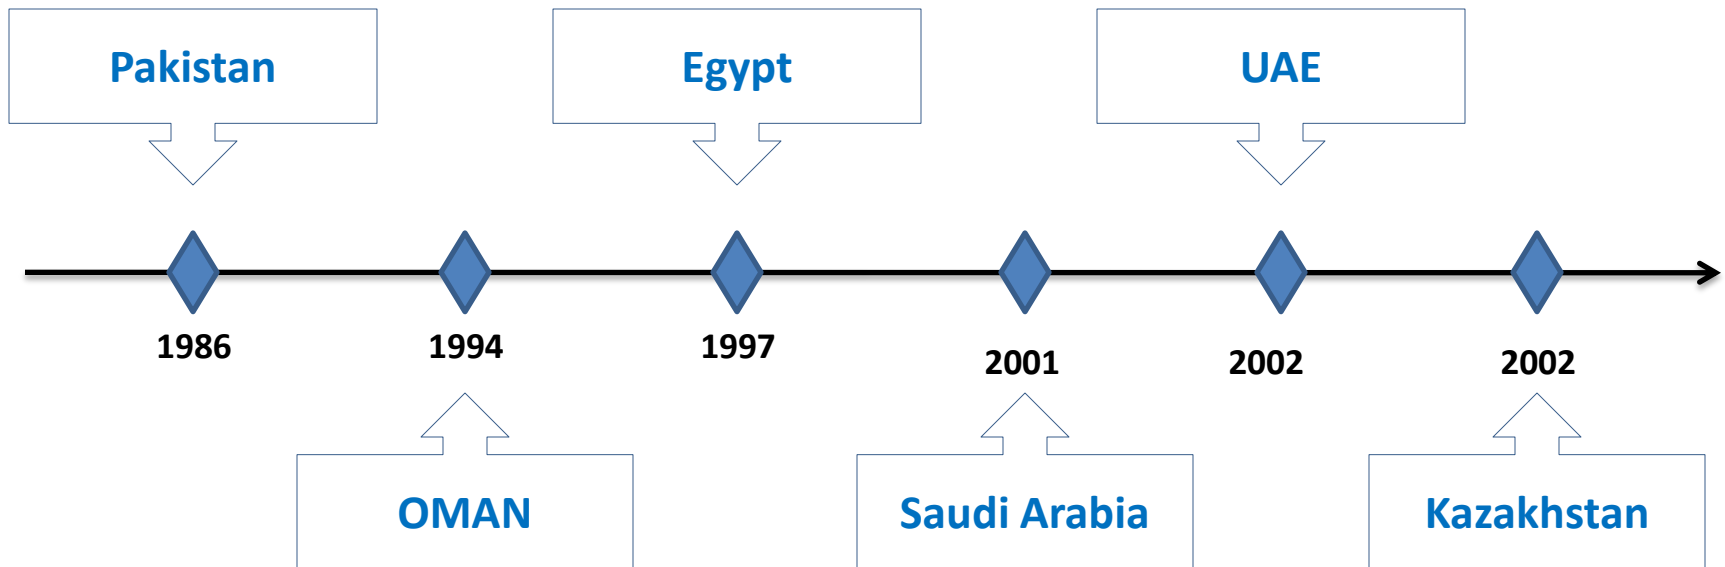 Pakistan
Egypt
UAE
1986
1994
1997
2001
2002
2002
OMAN
Saudi Arabia
Kazakhstan